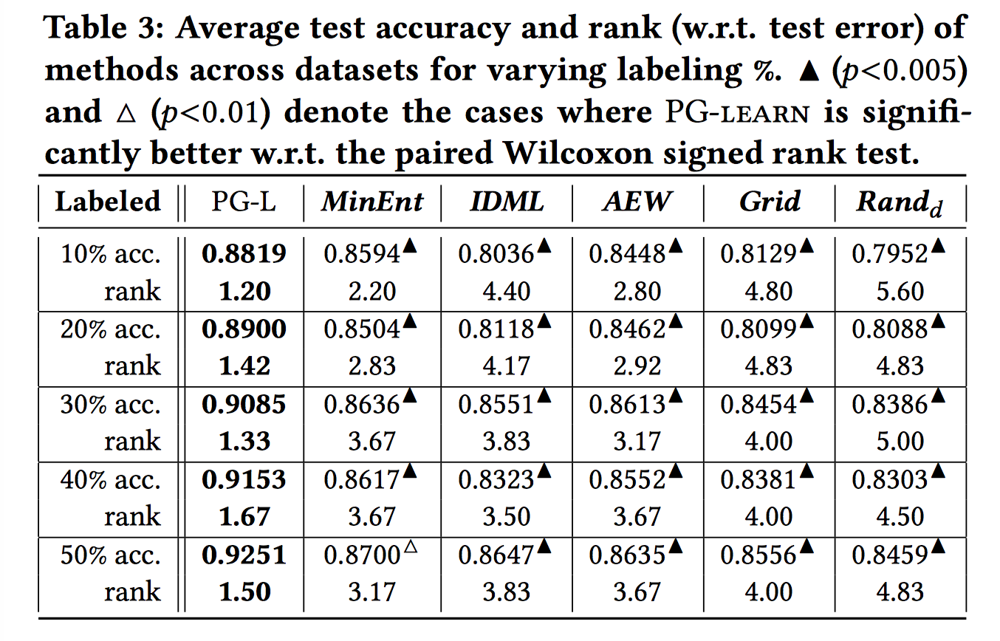 Table 3: Average test accuracy and rank (w.r.t. test error) of
methods across datasets for varying labeling %. ▲ (p<0.005)
and △ (p<0.01) denote the cases where PG-LEARN is signifi-
cantly better w.r.t. the paired Wilcoxon signed rank test.
Labeled PG-L MinEnt IDML AEW Grid Rand_d
10% acc. 0.8819 0.8594▲ 0.8036▲ 0.8448▲ 0.8129▲ 0.7952▲
rank 1.20 2.20 4.40 2.80 4.80 5.60
20% acc. 0.8900 0.8504▲ 0.8118▲ 0.8462▲ 0.8099▲ 0.8088▲
rank 1.42 2.83 4.17 2.92 4.83 4.83
30% acc. 0.9085 0.8636▲ 0.8551▲ 0.8613▲ 0.8454▲ 0.8386▲
rank 1.33 3.67 3.83 3.17 4.00 5.00
40% acc. 0.9153 0.8617▲ 0.8323▲ 0.8552▲ 0.8381▲ 0.8303▲
rank 1.67 3.67 3.50 3.67 4.00 4.50
50% acc. 0.9251 0.8700△ 0.8647▲ 0.8635▲ 0.8556▲ 0.8459▲
rank 1.50 3.17 3.83 3.67 4.00 4.83